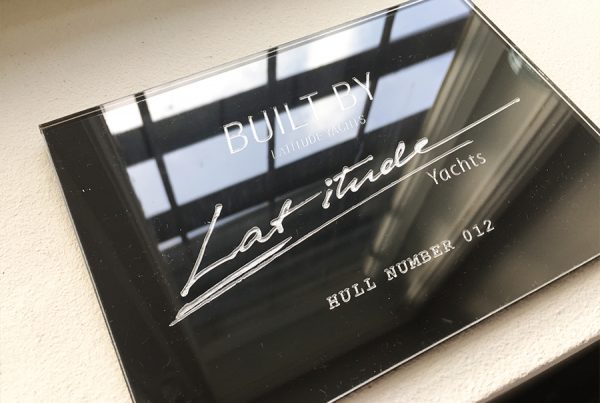 BUILT BY
LATITUDE YACHTS
Latitude
Yachts
HULL NUMBER 012